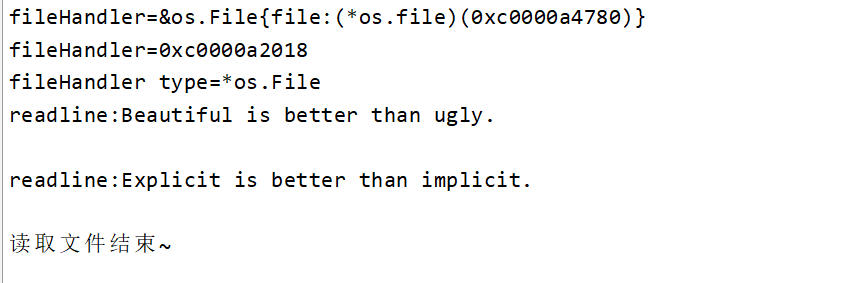 fileHandler=&os.File{file:(*os.file)(0xc0000a4780)}
fileHandler=0xc0000a2018
fileHandler type=*os.File
readline:Beautiful is better than ugly.
readline:Explicit is better than implicit.
读取文件结束~